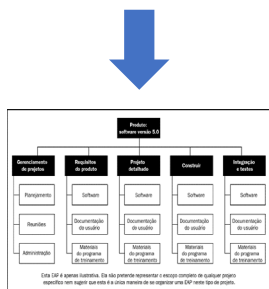 Produto:
software versão 5.0
Gerenciamento
de projetos
Requisitos
do produto
Projeto
detalhado
Construir
Integração
e testes
Planejamento
Software
Software
Software
Software
Reuniões
Documentação
do usuário
Documentação
do usuário
Documentação
do usuário
Documentação
do usuário
Administração
Materiais
do programa
de treinamento
Materiais
do programa
de treinamento
Materiais
do programa
de treinamento
Materiais
do programa
de treinamento
Esta EAP é apenas ilustrativa. Ela não pretende representar o escopo completo de qualquer projeto
específico nem sugerir que esta é a única maneira de se organizar uma EAP neste tipo de projeto.